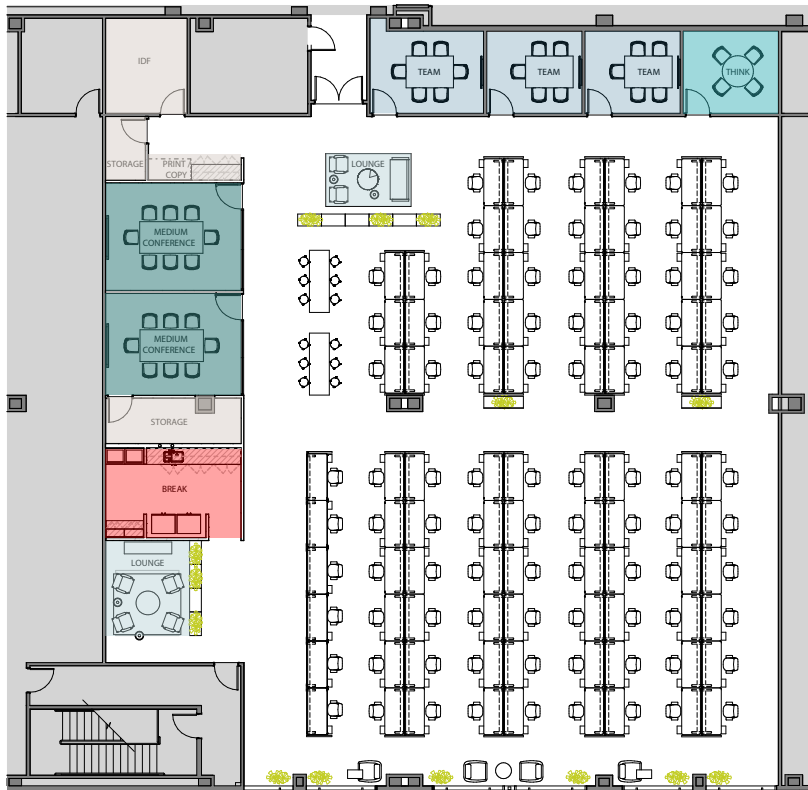 IDF
TEAM
TEAM
TEAM
THINK
STORAGE
PRINT /
COPY
LOUNGE
MEDIUM
CONFERENCE
MEDIUM
CONFERENCE
STORAGE
BREAK
LOUNGE